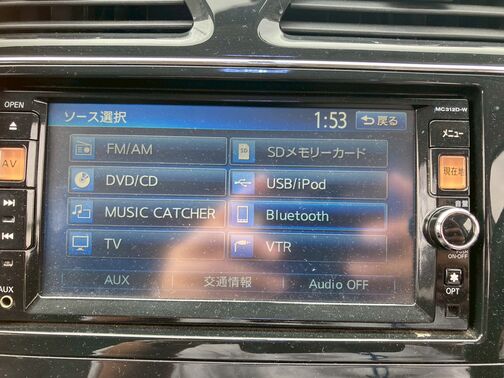 MC312D-W
OPEN
ソース選択
1:53
戻る
メニュー
AV
FM/AM
SD
SDメモリーカード
DVD/CD
USB/iPod
現在地
MUSIC CATCHER
Bluetooth
音量
TV
VTR
ON-OFF
AUX
交通情報
Audio OFF
AUX
OPT